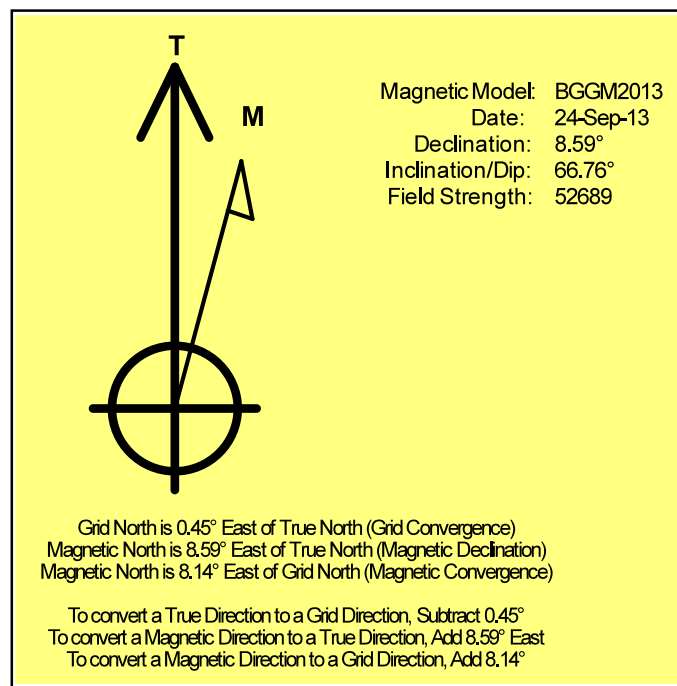 T
M
Magnetic Model: BGGM2013
Date: 24-Sep-13
Declination: 8.59°
Inclination/Dip: 66.76°
Field Strength: 52689
Grid North is 0.45° East of True North (Grid Convergence)
Magnetic North is 8.59° East of True North (Magnetic Declination)
Magnetic North is 8.14° East of Grid North (Magnetic Convergence)
To convert a True Direction to a Grid Direction, Subtract 0.45°
To convert a Magnetic Direction to a True Direction, Add 8.59° East
To convert a Magnetic Direction to a Grid Direction, Add 8.14°